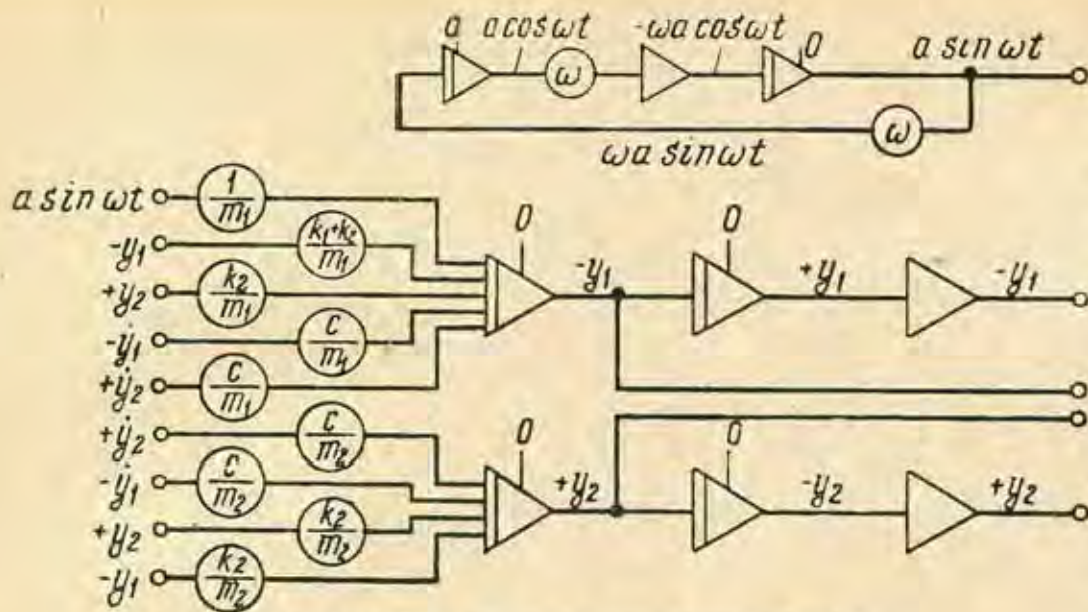 a
a cos ωt
-ωa cos ωt
0
a sin ωt
ω
ω
ωa sin ωt
a sin ωt
1/m₁
-y₁
k₁+k₂/m₁
+y₂
k₂/m₁
-ẏ₁
c/m₁
+ẏ₂
c/m₁
0
-y₁
0
+y₁
-y₁
+ẏ₂
c/m₂
-ẏ₁
c/m₂
+y₂
k₂/m₂
-y₁
k₂/m₂
0
+y₂
0
-y₂
+y₂